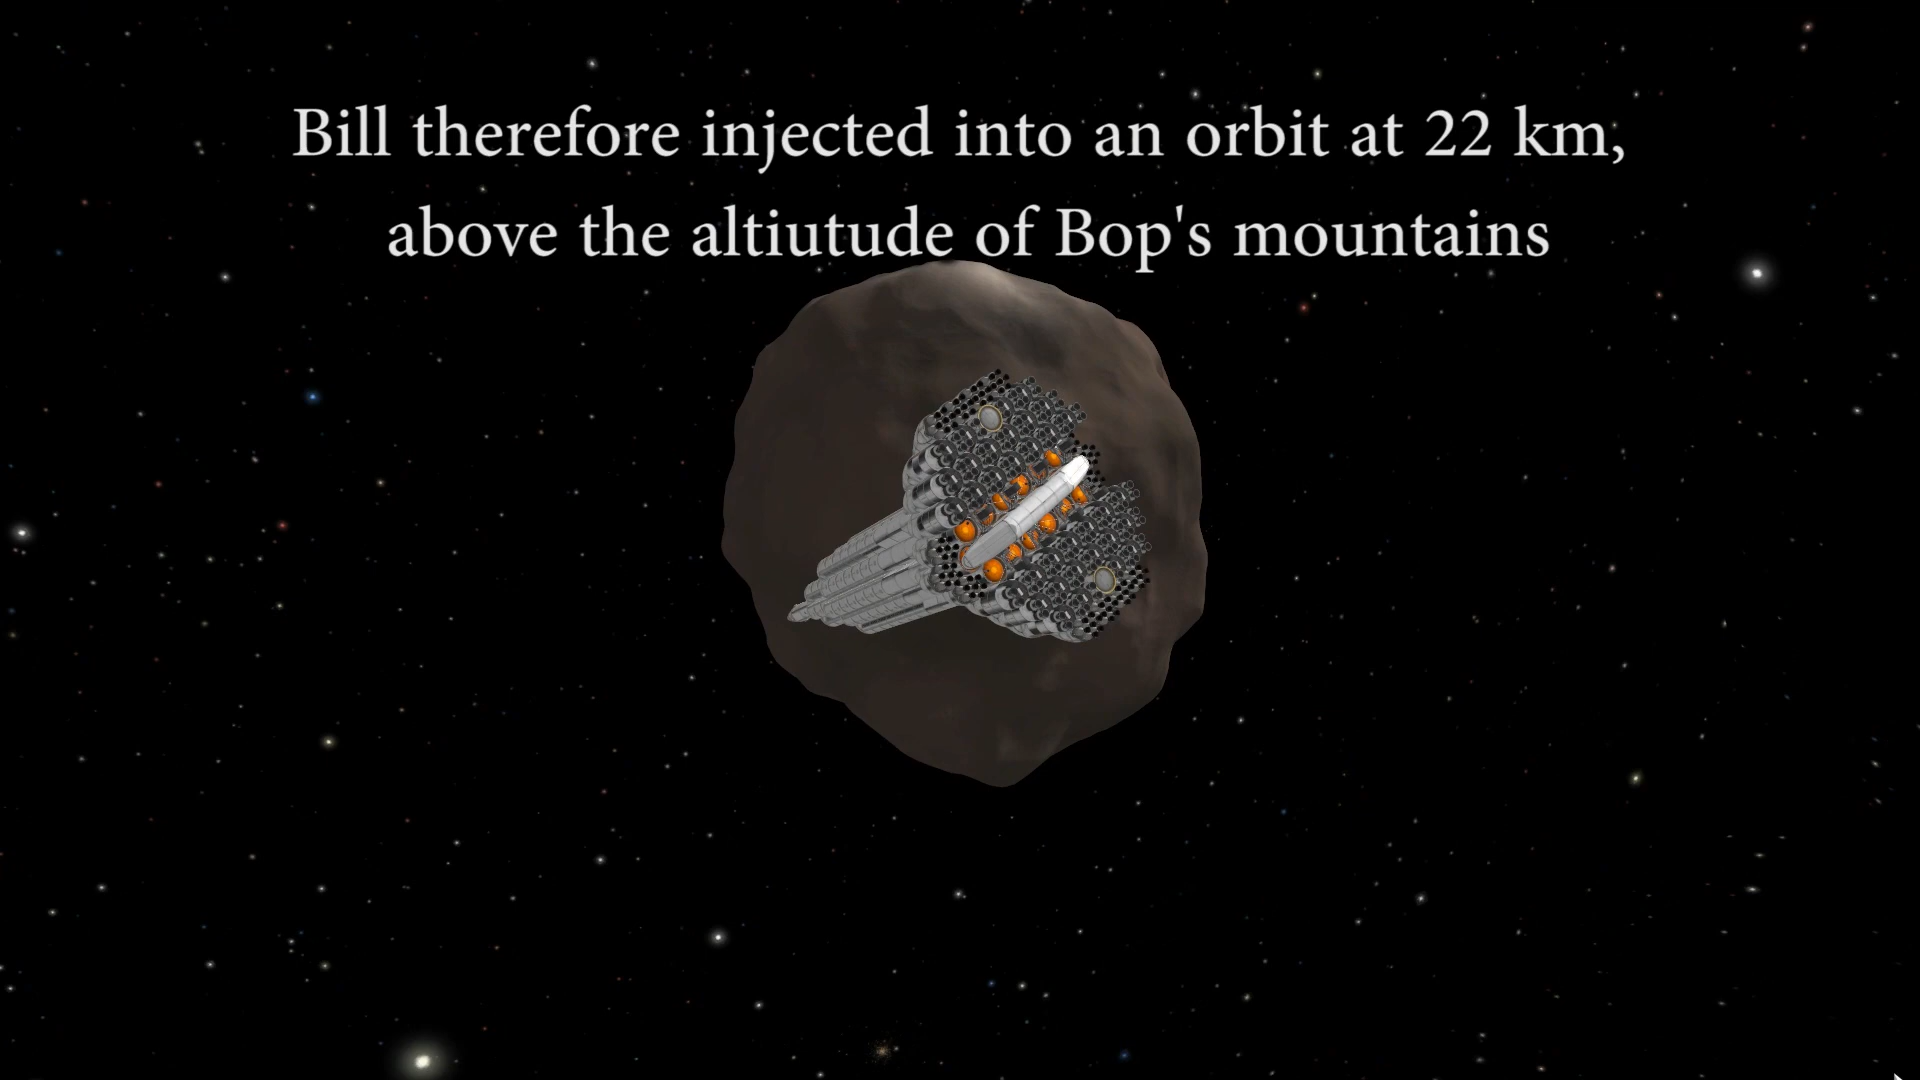 Bill therefore injected into an orbit at 22 km,
above the altiutude of Bop's mountains